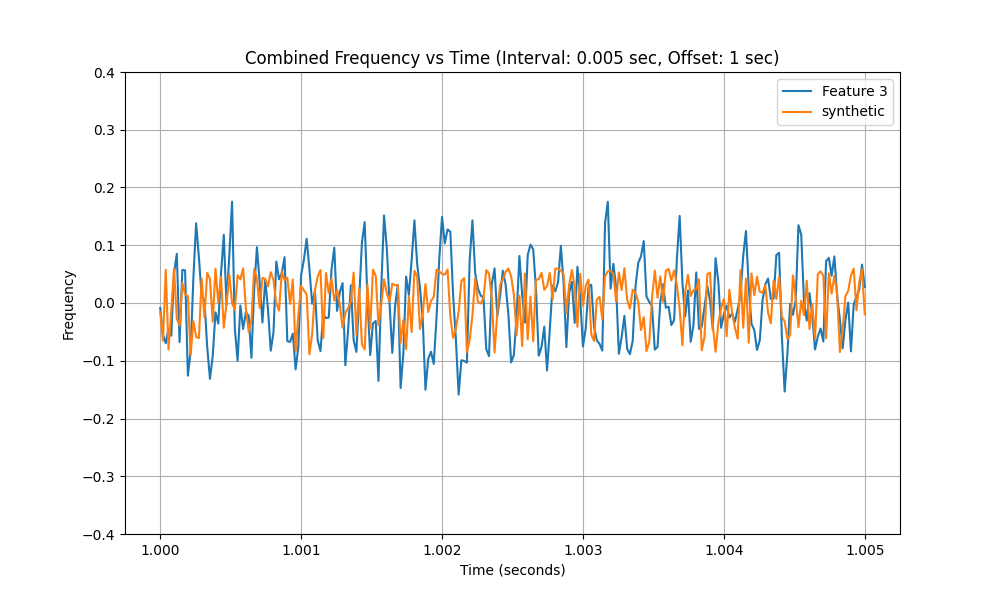 Combined Frequency vs Time (Interval: 0.005 sec, Offset: 1 sec)
Feature 3
synthetic
Frequency
0.4
0.3
0.2
0.1
0.0
−0.1
−0.2
−0.3
−0.4
1.000 1.001 1.002 1.003 1.004 1.005
Time (seconds)